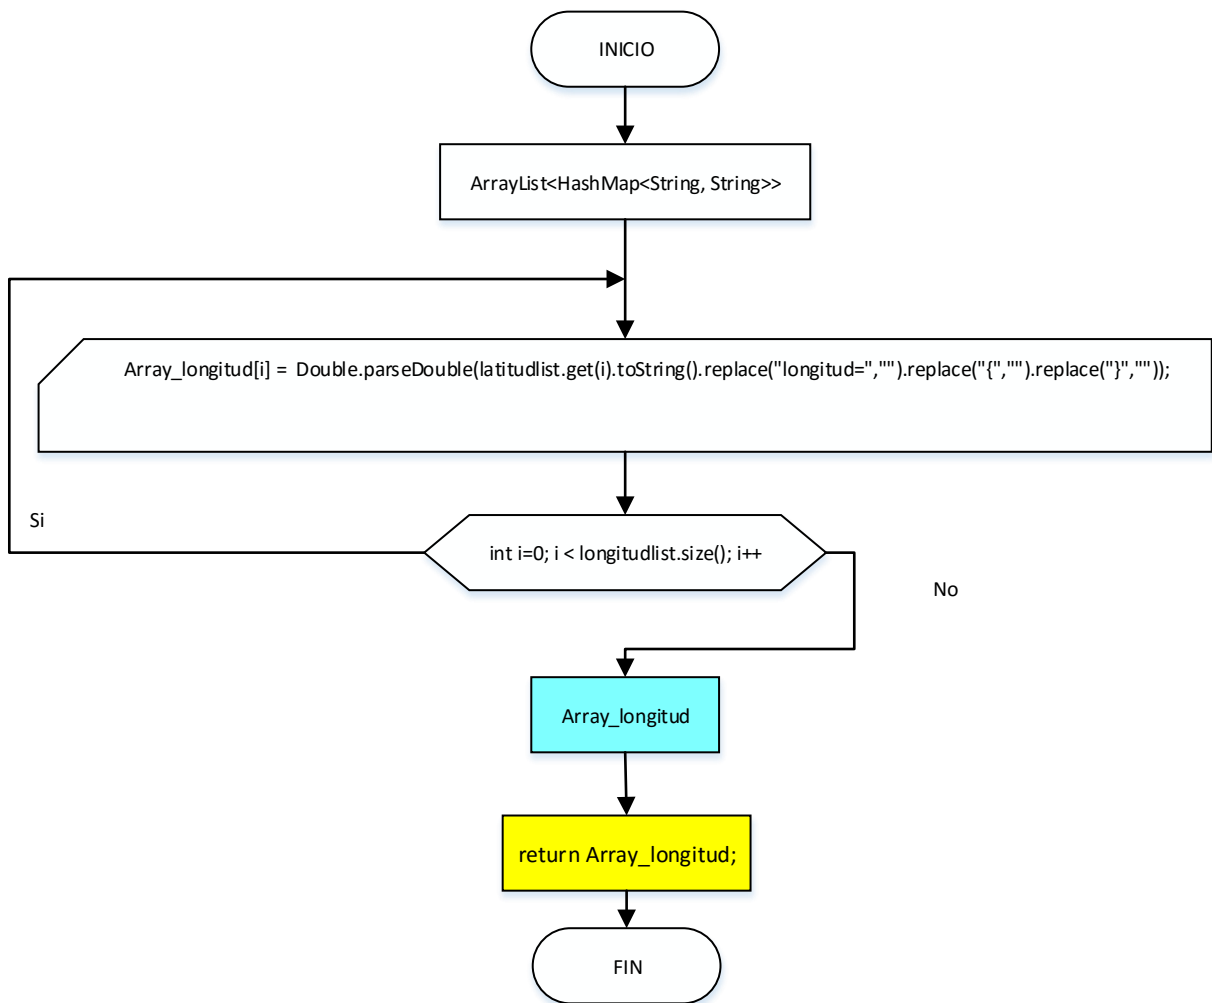 INICIO
ArrayList<HashMap<String, String>>
Array_longitud[i] = Double.parseDouble(latitudlist.get(i).toString().replace("longitud=","").replace("{","").replace("}",""));
Si
int i=0; i < longitudlist.size(); i++
No
Array_longitud
return Array_longitud;
FIN